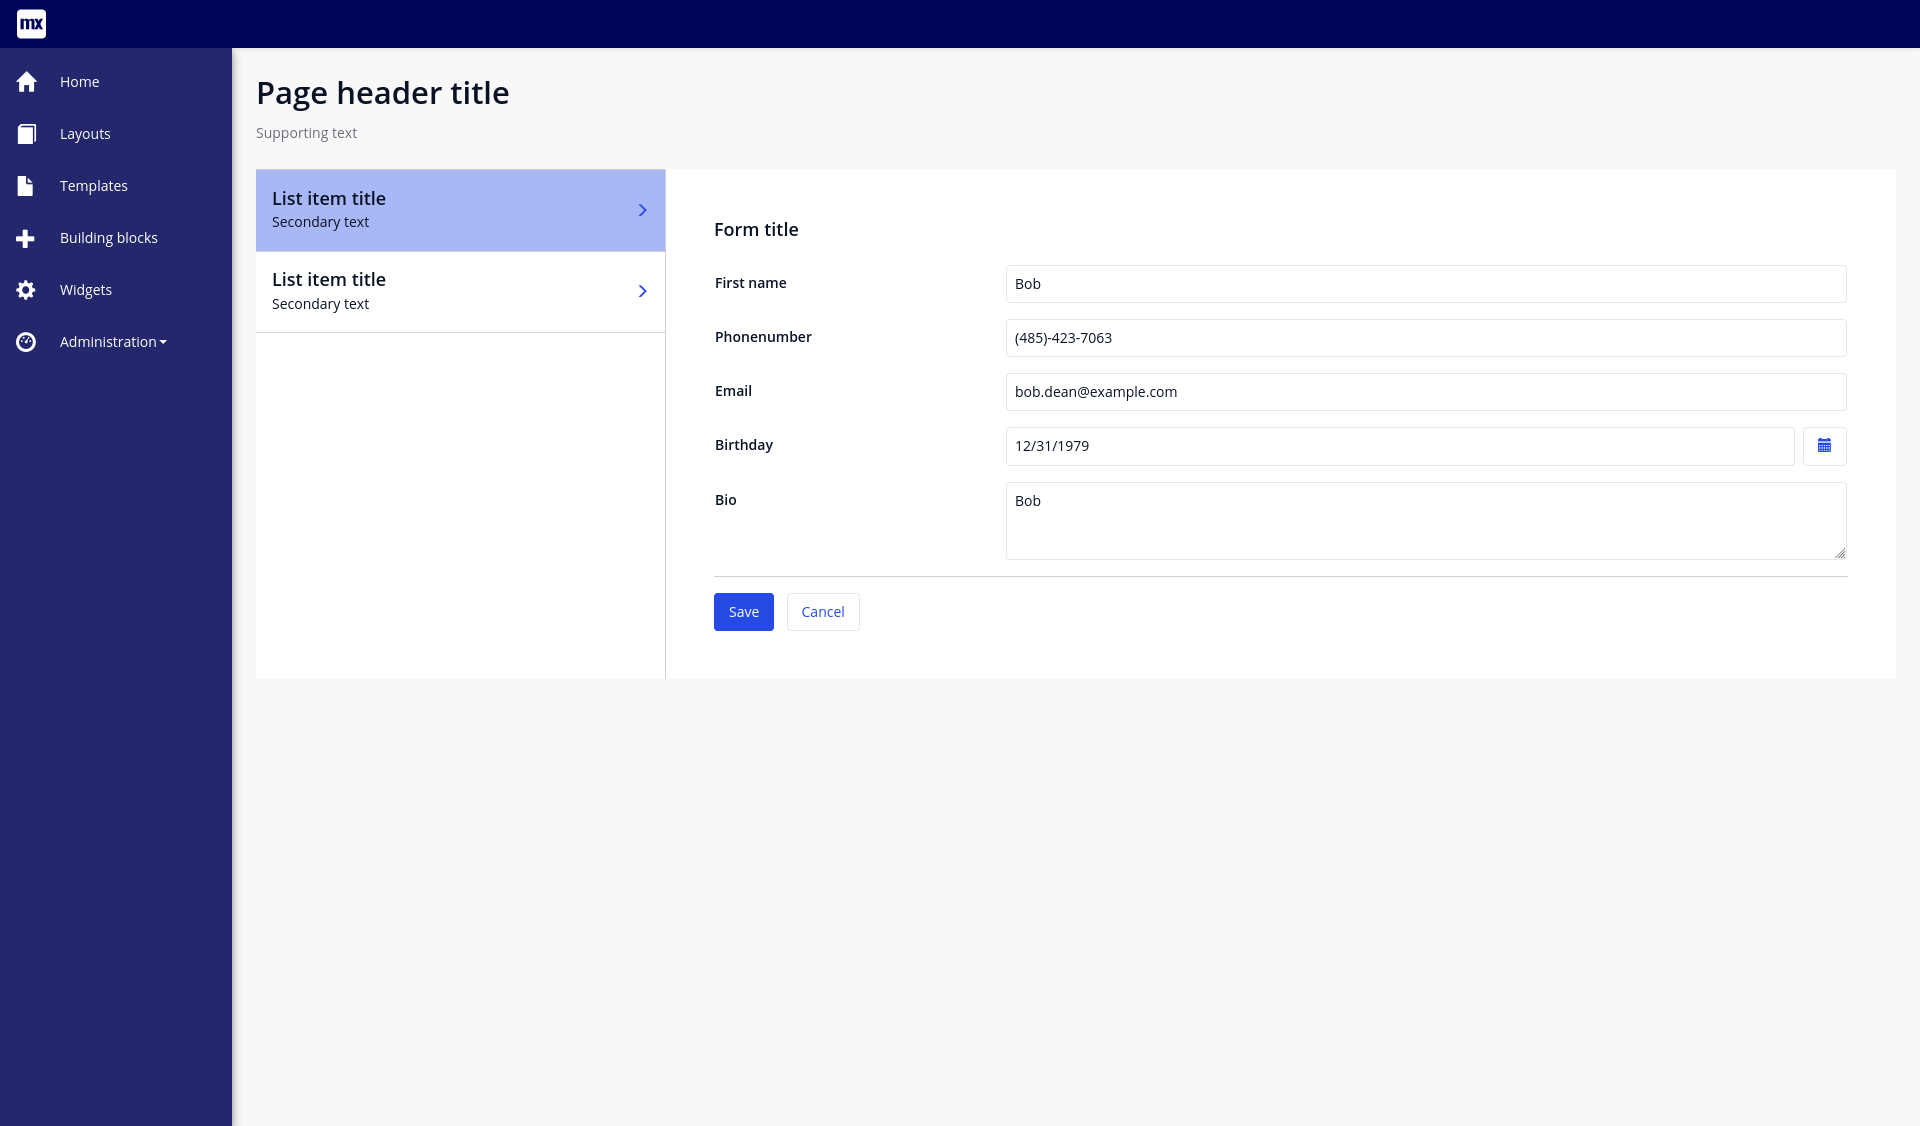 mx
Home
Layouts
Templates
Building blocks
Widgets
Administration
Page header title
Supporting text
List item title
Secondary text
List item title
Secondary text
Form title
First name
Bob
Phonenumber
(485)-423-7063
Email
bob.dean@example.com
Birthday
12/31/1979
Bio
Bob
Save
Cancel